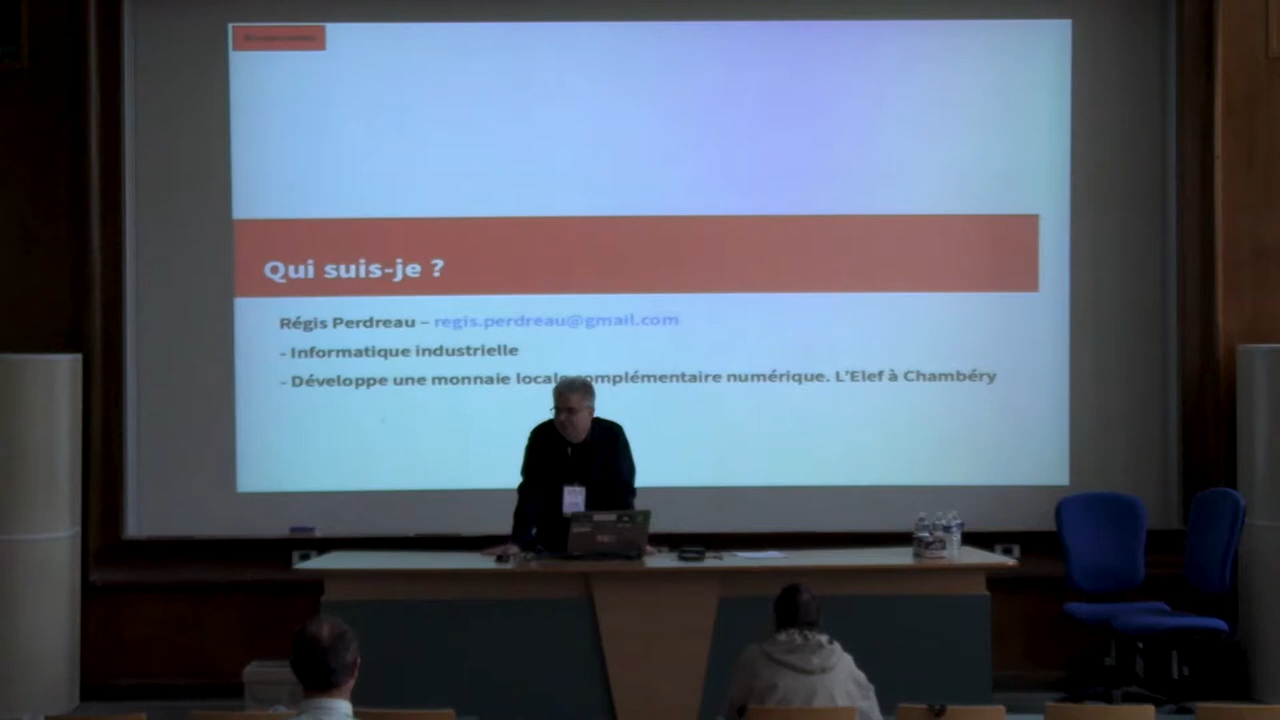 Qui suis-je ?
Régis Perdreau – regis.perdreau@gmail.com
- Informatique industrielle
- Développe une monnaie locale complémentaire numérique. L'Elef à Chambéry